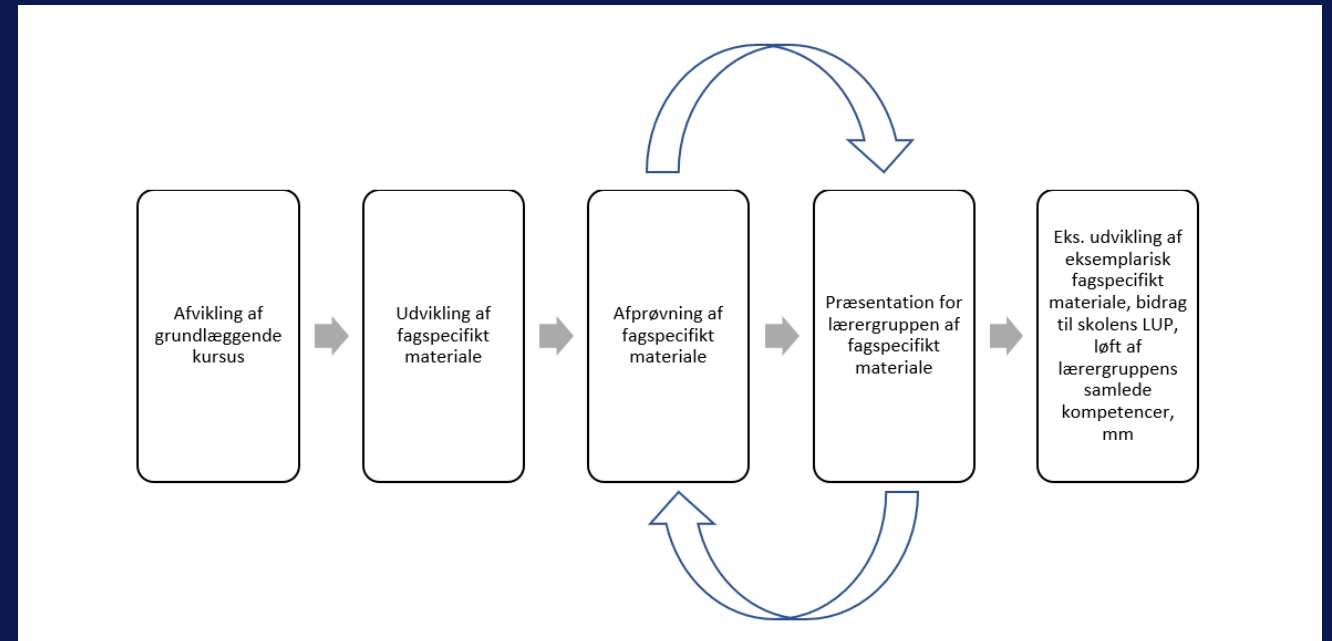 Afvikling af
grundlæggende
kursus
Udvikling af
fagspecifikt
materiale
Afprøvning af
fagspecifikt
materiale
Præsentation for
lærergruppen af
fagspecifikt
materiale
Eks. udvikling af
eksemplarisk
fagspecifikt
materiale, bidrag
til skolens LUP,
løft af
lærergruppens
samlede
kompetencer,
mm